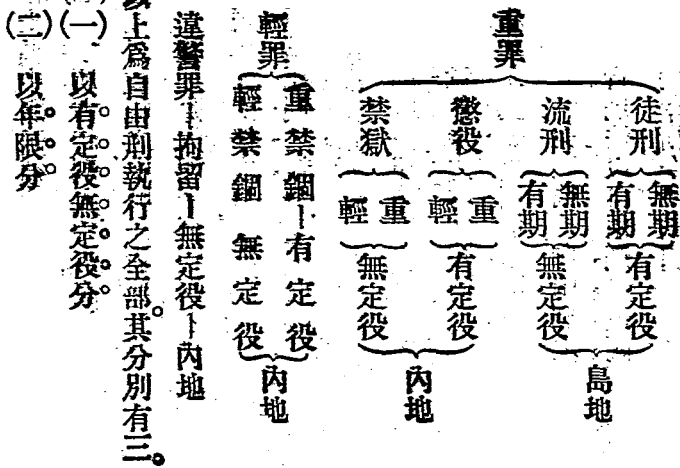 重罪
徒刑 無期 有期 有定役
流刑 無期 有期 無定役
島地
懲役 重 輕 有定役
禁獄 重 輕 無定役
內地
輕罪
重禁錮—有定役
輕禁錮 無定役
內地
違警罪—拘留—無定役—內地
以上爲自由刑執行之全部。其分別有三。
(一) 以有定役無定役分。
(二) 以年限分。